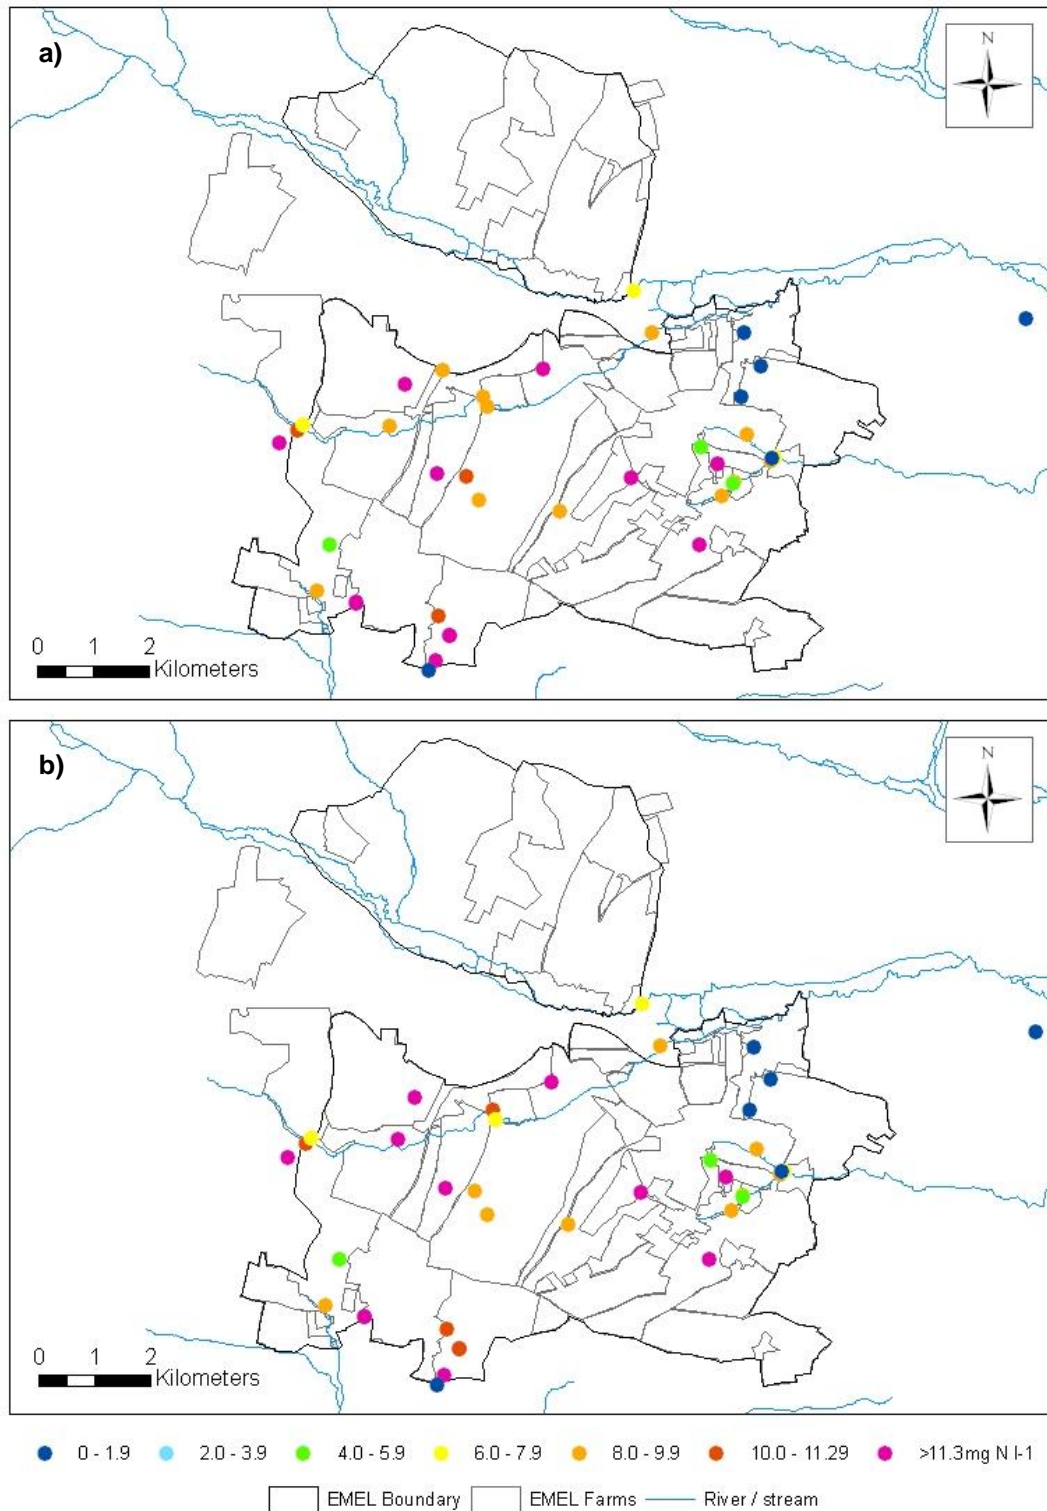 a)
N
0 1 2
Kilometers
b)
N
0 1 2
Kilometers
0 - 1.9 2.0 - 3.9 4.0 - 5.9 6.0 - 7.9 8.0 - 9.9 10.0 - 11.29 >11.3mg N l-1
EMEL Boundary EMEL Farms River / stream